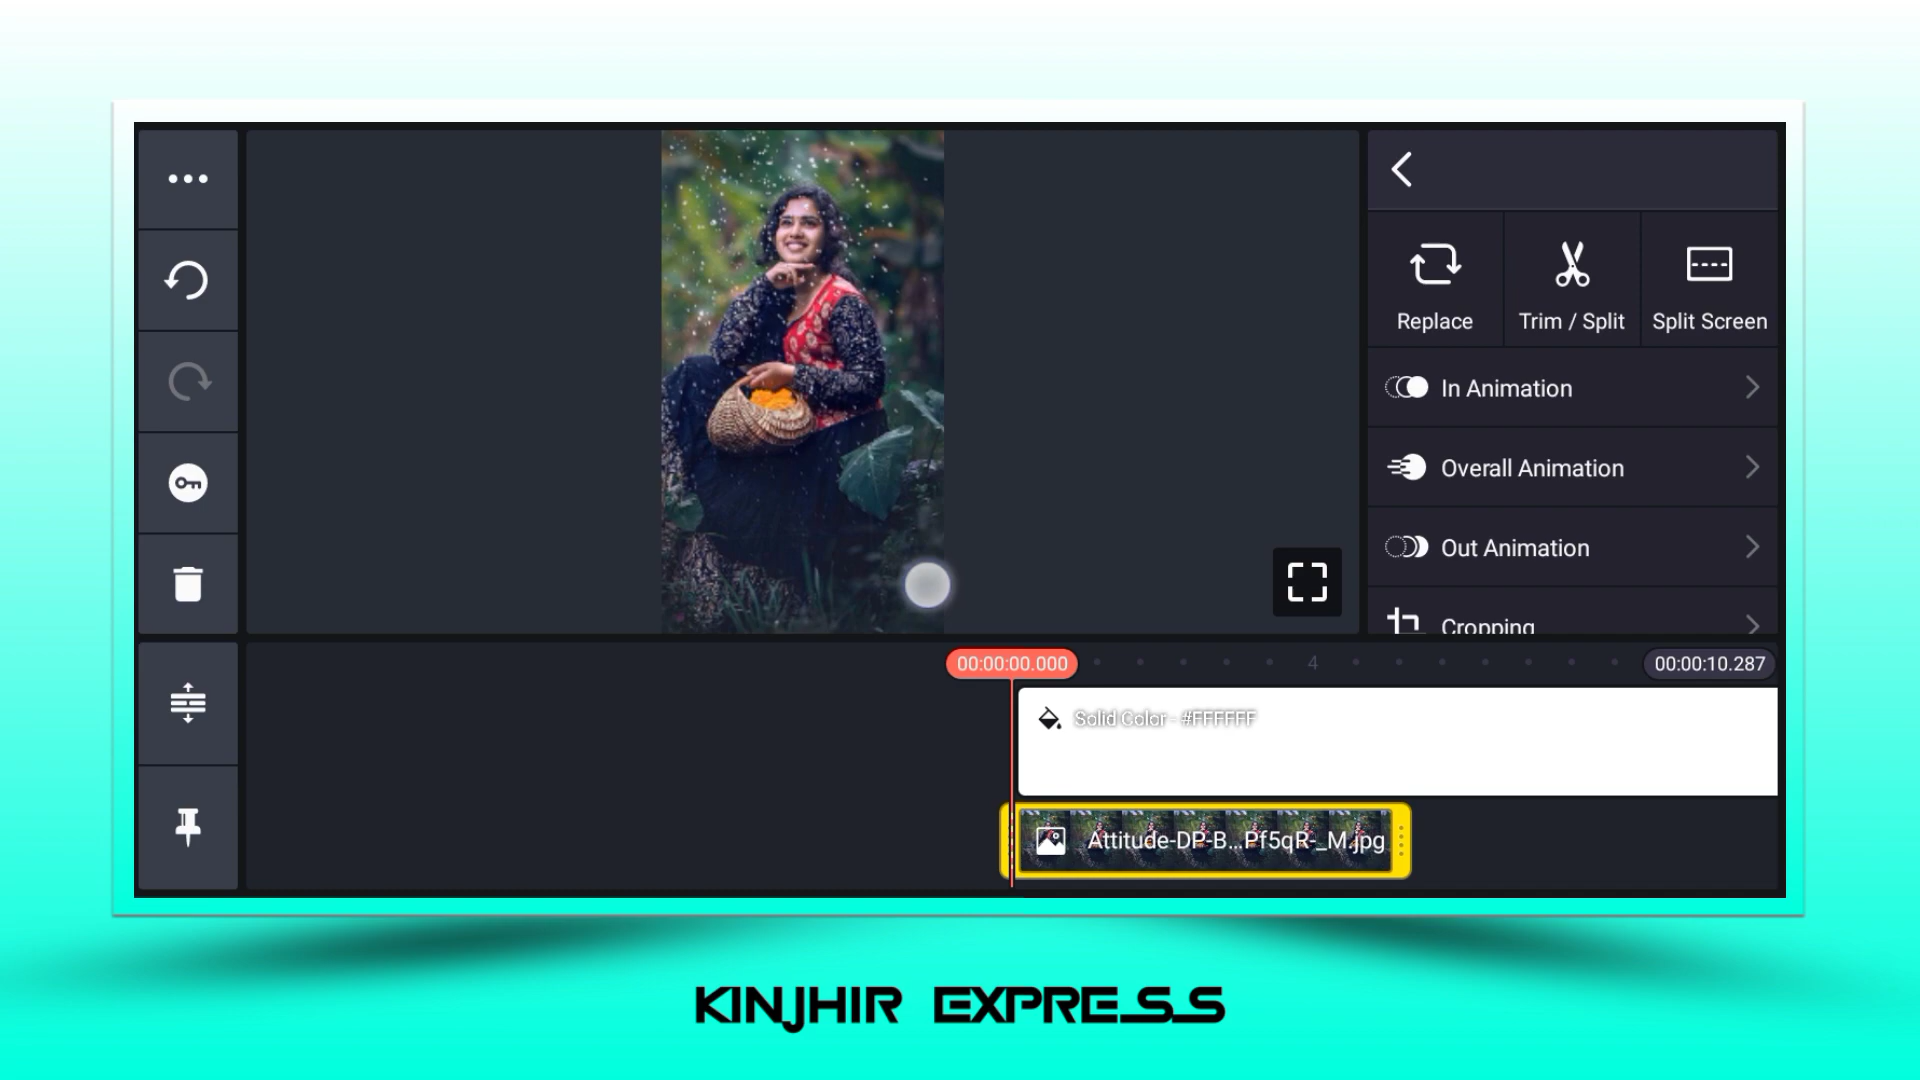 Replace
Trim / Split
Split Screen
In Animation
Overall Animation
Out Animation
Cropping
00:00:00.000
4
00:00:10.287
Solid Color - #FFFFFF
Attitude-DP-B...Pf5qR-_M.jpg
KINJHIR EXPRESS